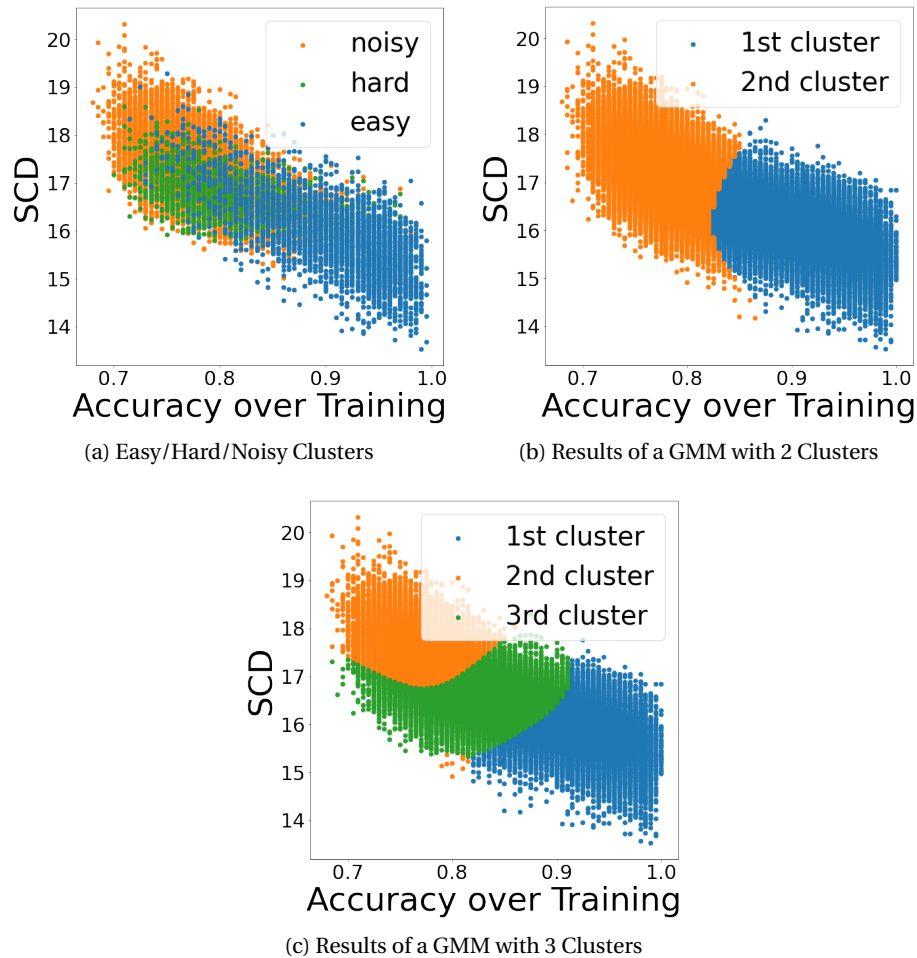 noisy
hard
easy
20
19
18
17
16
15
14
SCD
0.7 0.8 0.9 1.0
Accuracy over Training
(a) Easy/Hard/Noisy Clusters
1st cluster
2nd cluster
20
19
18
17
16
15
14
SCD
0.7 0.8 0.9 1.0
Accuracy over Training
(b) Results of a GMM with 2 Clusters
1st cluster
2nd cluster
3rd cluster
20
19
18
17
16
15
14
SCD
0.7 0.8 0.9 1.0
Accuracy over Training
(c) Results of a GMM with 3 Clusters